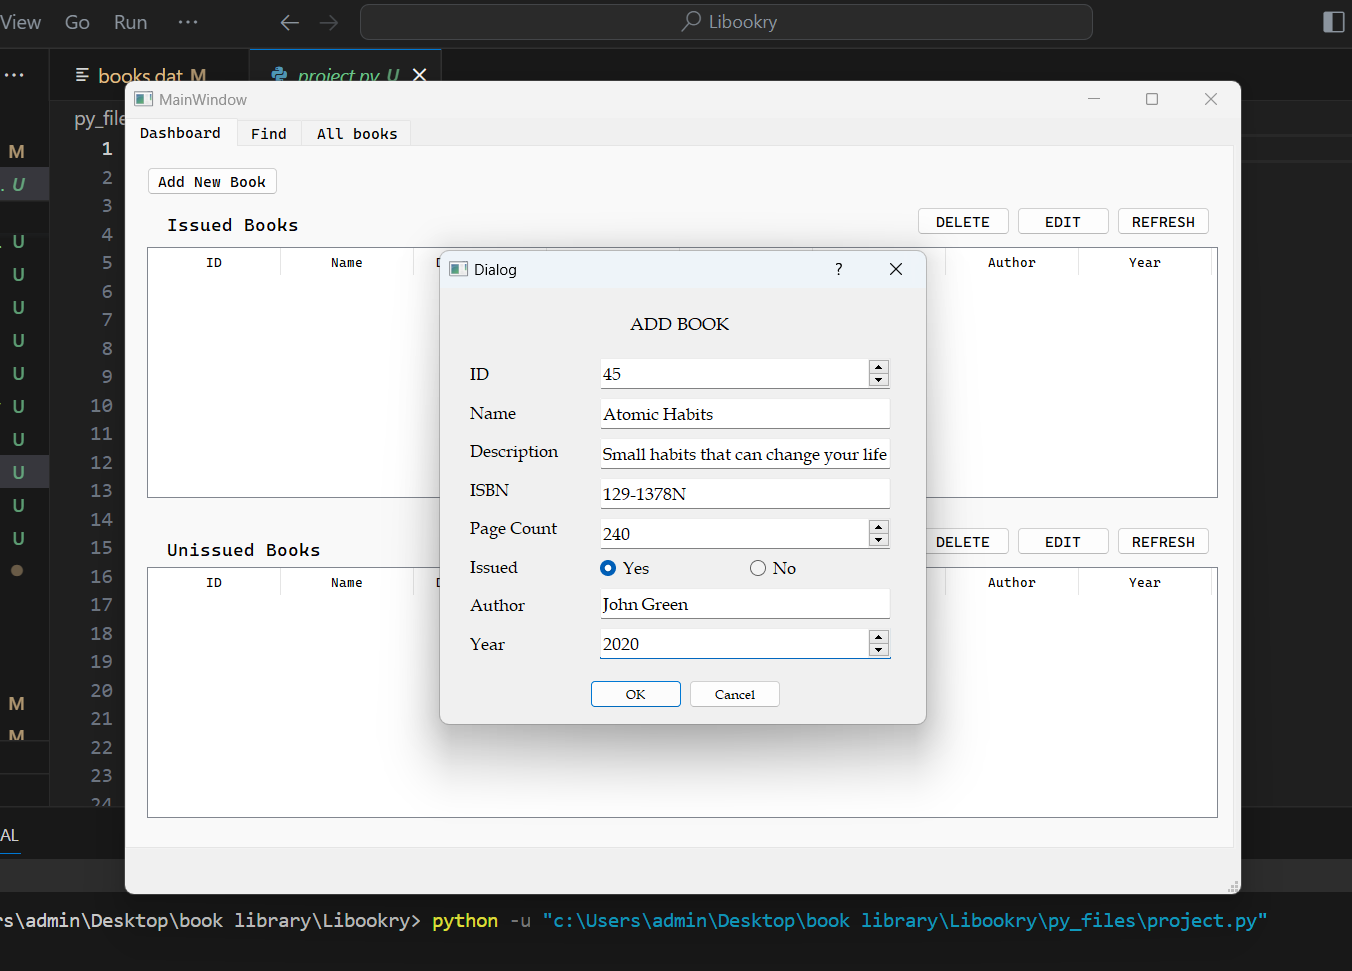 View Go Run ··· Libookry
··· books.dat M project.py U
py_file
MainWindow
Dashboard Find All books
Add New Book
Issued Books DELETE EDIT REFRESH
ID Name D Author Year
Unissued Books DELETE EDIT REFRESH
ID Name D Author Year
Dialog ?
ADD BOOK
ID 45
Name Atomic Habits
Description Small habits that can change your life
ISBN 129-1378N
Page Count 240
Issued Yes No
Author John Green
Year 2020
OK Cancel
M
. U
U
U
U
U
U
U
U
U
U
U
M
M
1
2
3
4
5
6
7
8
9
10
11
12
13
14
15
16
17
18
19
20
21
22
23
24
AL
rs\admin\Desktop\book library\Libookry> python -u "c:\Users\admin\Desktop\book library\Libookry\py_files\project.py"